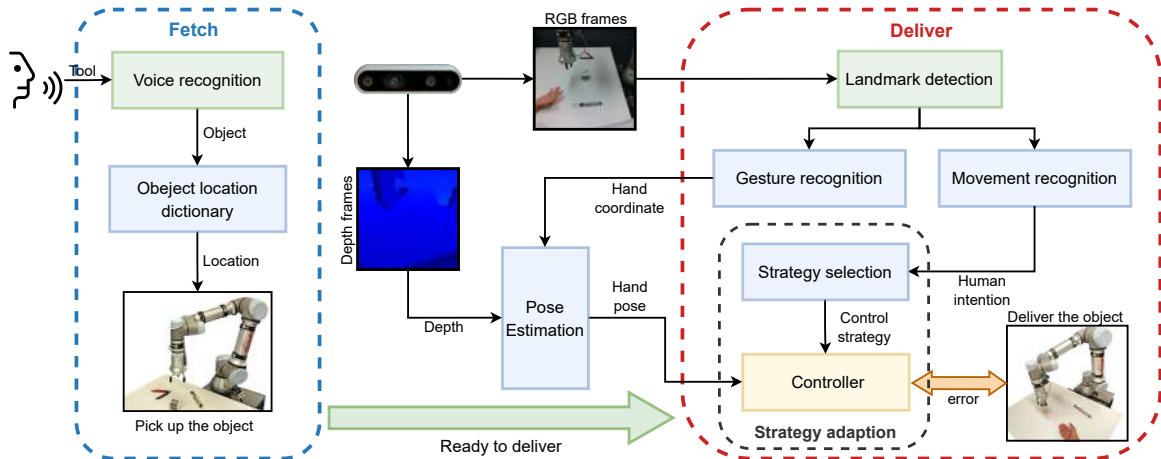 Fetch
Tool
Voice recognition
Object
Obeject location
dictionary
Location
Pick up the object
RGB frames
Depth frames
Depth
Hand
coordinate
Pose
Estimation
Hand
pose
Ready to deliver
Deliver
Landmark detection
Gesture recognition
Movement recognition
Strategy selection
Human
intention
Control
strategy
Controller
error
Deliver the object
Strategy adaption